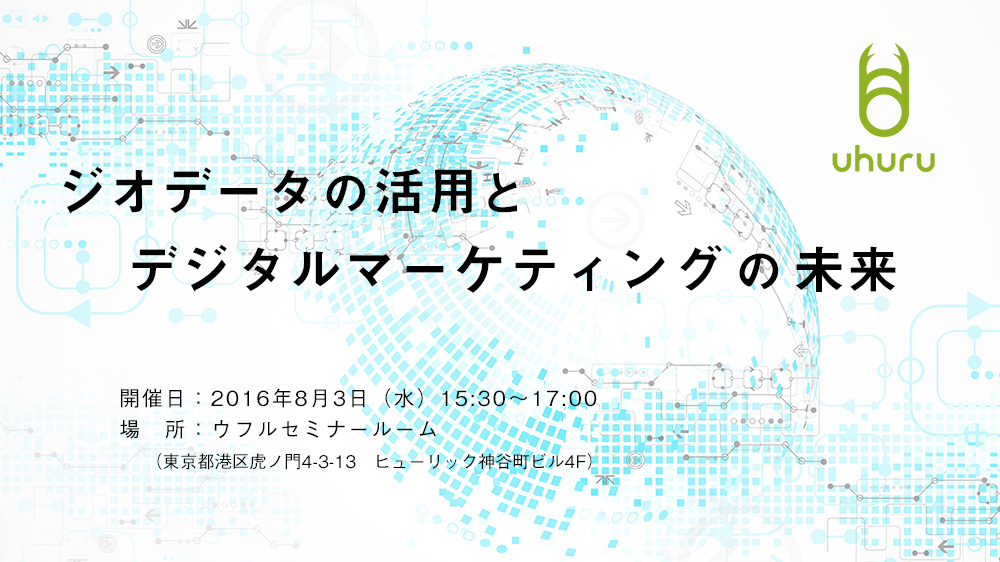 uhuru
ジオデータの活用と
デジタルマーケティングの未来
開催日：2016年8月3日（水）15:30～17:00
場　所：ウフルセミナールーム
（東京都港区虎ノ門4-3-13　ヒューリック神谷町ビル4F）